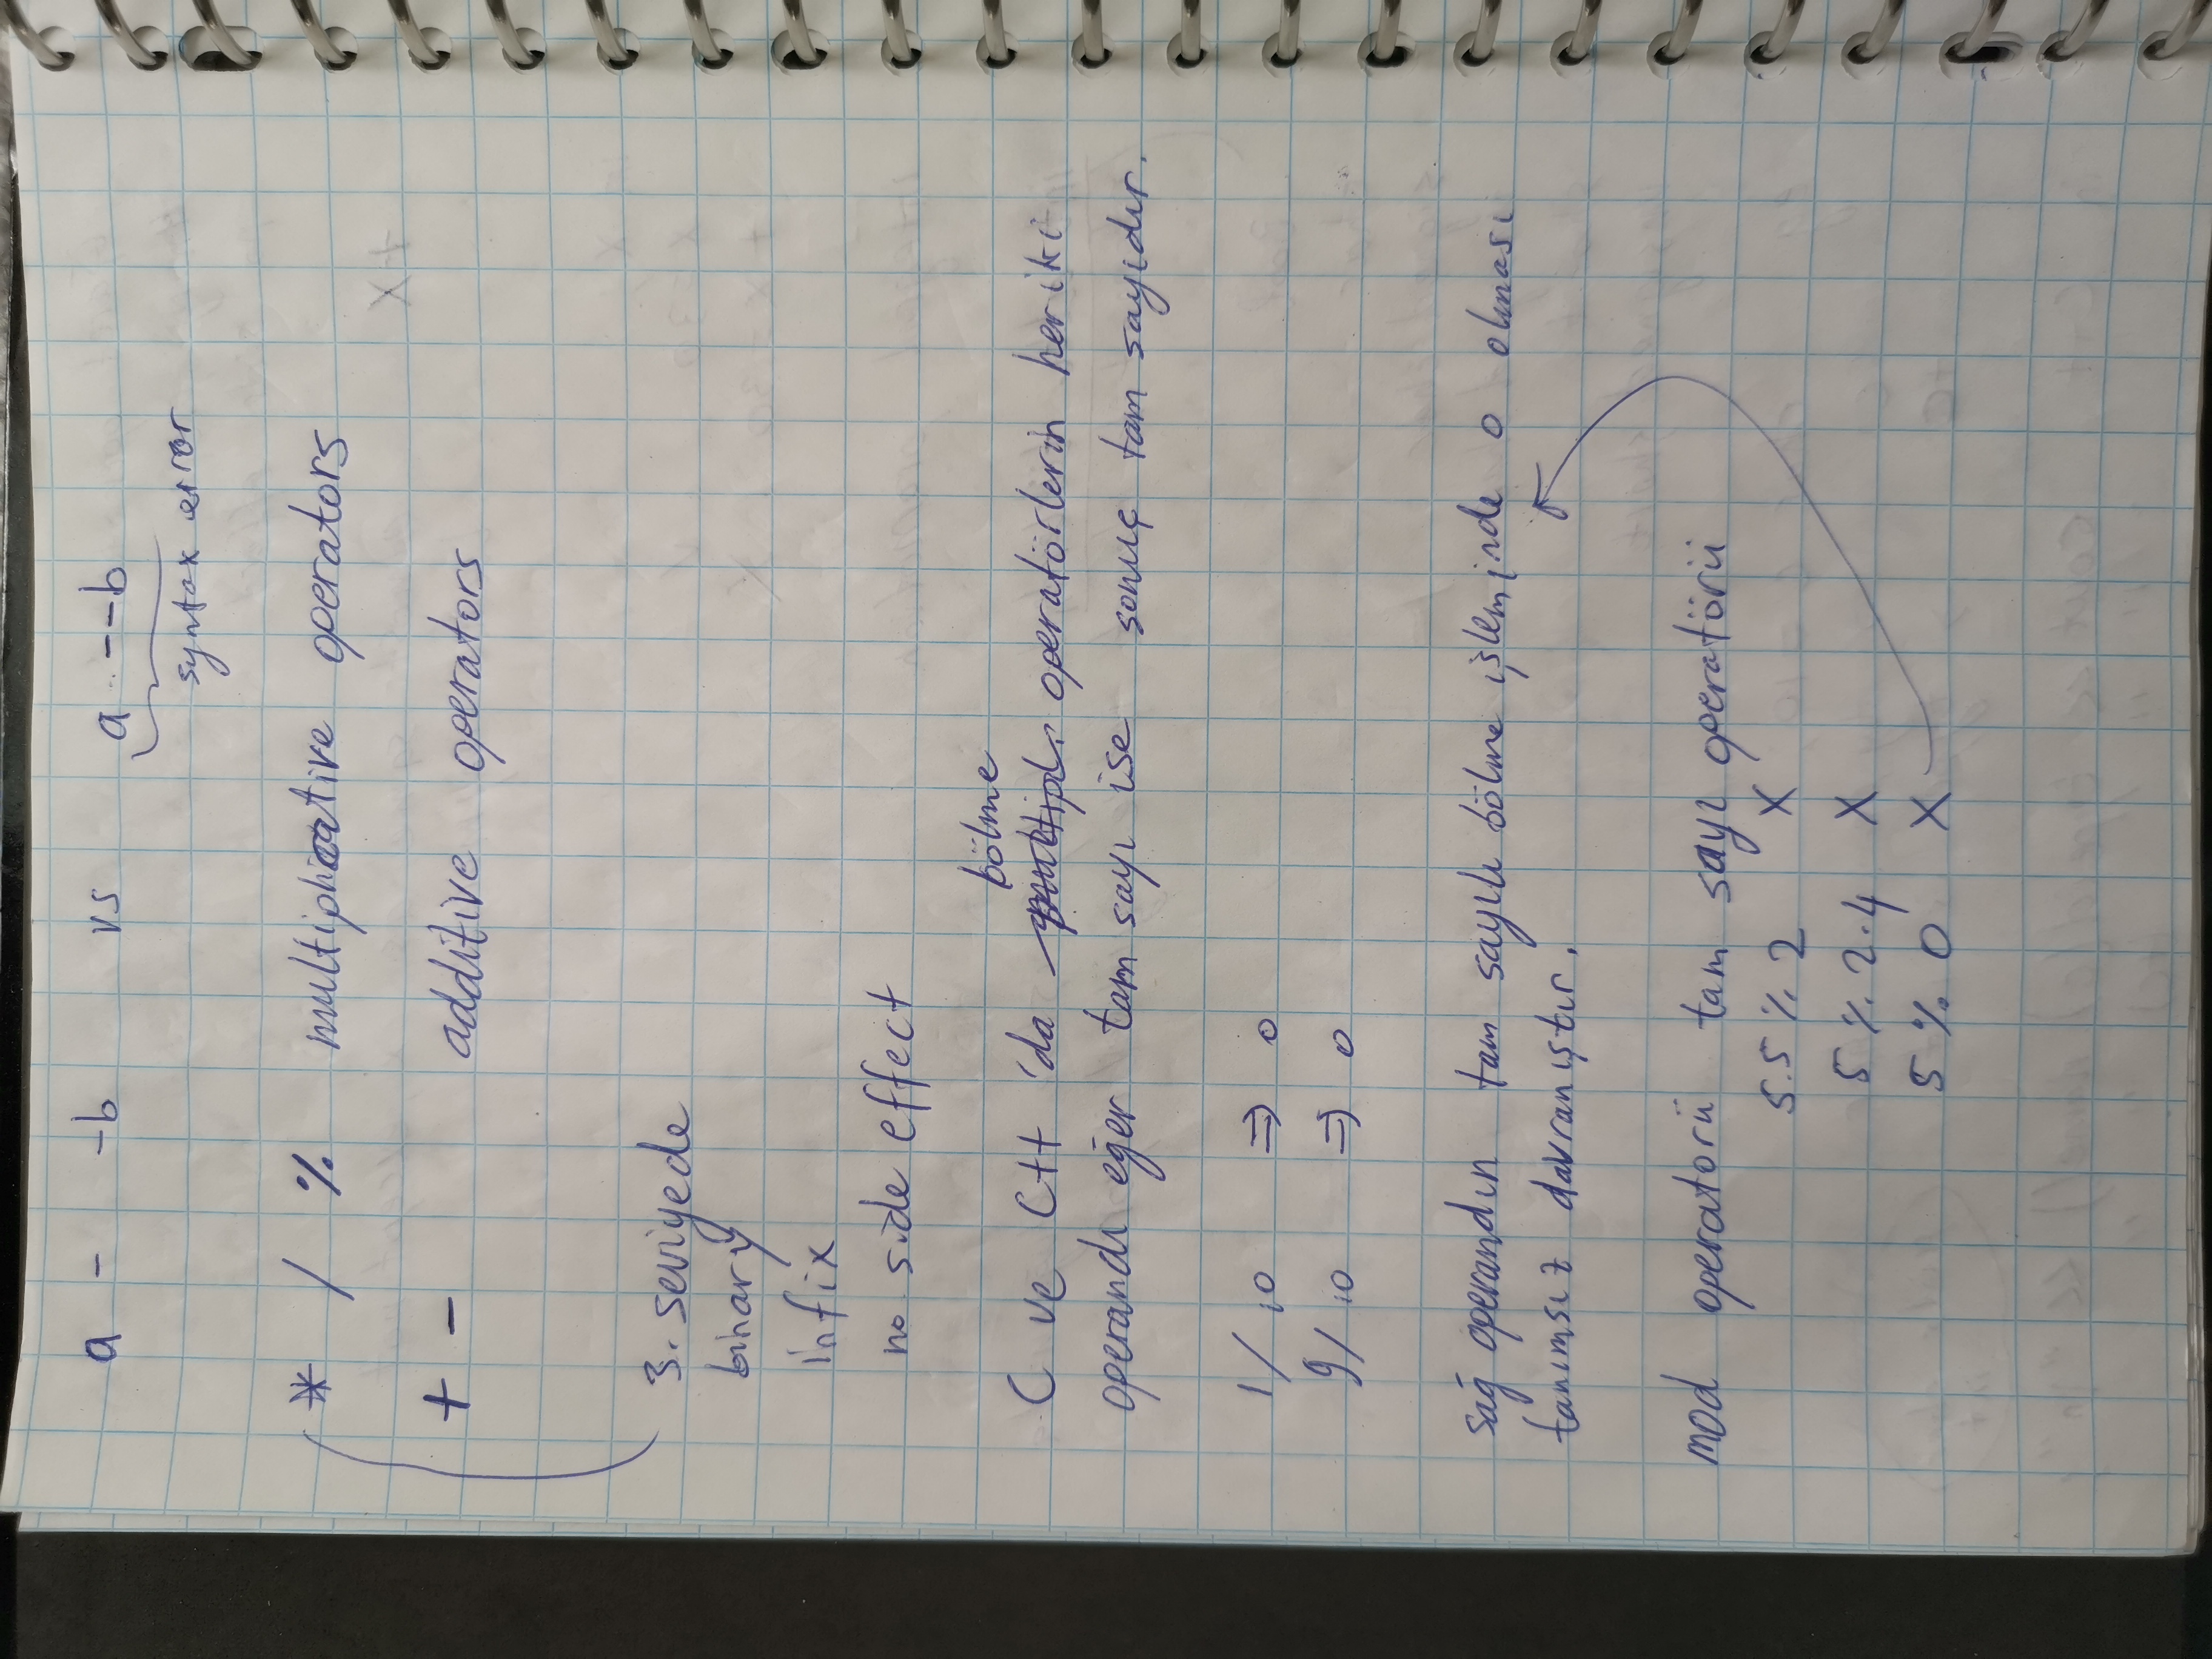 a - -b vs a --b
syntax error
* / % multiplicative operators
+ - additive operators
3. seviyede
binary
infix
no side effect
bölme
C ve C++ 'da operatörlerin her iki
operandı eğer tam sayı ise sonuç tam sayıdır.
1/10 => 0
9/10 => 0
Sağ operandın tam sayılı bölme işleminde 0 olması
tanımsız davranıştır.
mod operatorü tam sayı operatörü
5.5 % 2 X
5 % 2.4 X
5 % 0 X